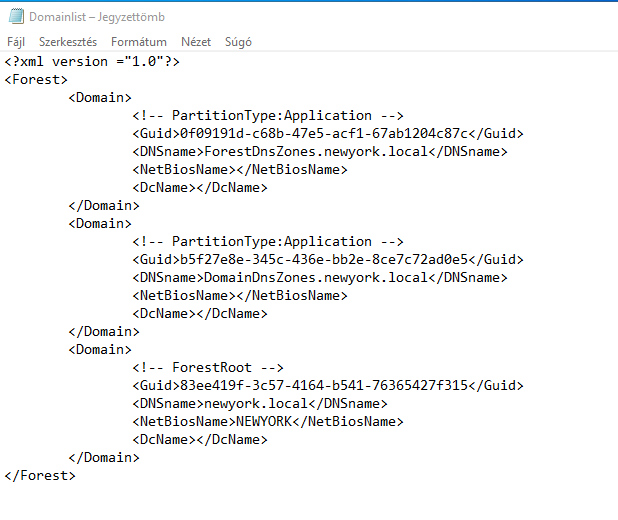 Domainlist – Jegyzettömb
Fájl Szerkesztés Formátum Nézet Súgó
<?xml version ="1.0"?>
<Forest>
<Domain>
<!-- PartitionType:Application -->
<Guid>0f09191d-c68b-47e5-acf1-67ab1204c87c</Guid>
<DNSname>ForestDnsZones.newyork.local</DNSname>
<NetBiosName></NetBiosName>
<DcName></DcName>
</Domain>
<Domain>
<!-- PartitionType:Application -->
<Guid>b5f27e8e-345c-436e-bb2e-8ce7c72ad0e5</Guid>
<DNSname>DomainDnsZones.newyork.local</DNSname>
<NetBiosName></NetBiosName>
<DcName></DcName>
</Domain>
<Domain>
<!-- ForestRoot -->
<Guid>83ee419f-3c57-4164-b541-76365427f315</Guid>
<DNSname>newyork.local</DNSname>
<NetBiosName>NEWYORK</NetBiosName>
<DcName></DcName>
</Domain>
</Forest>